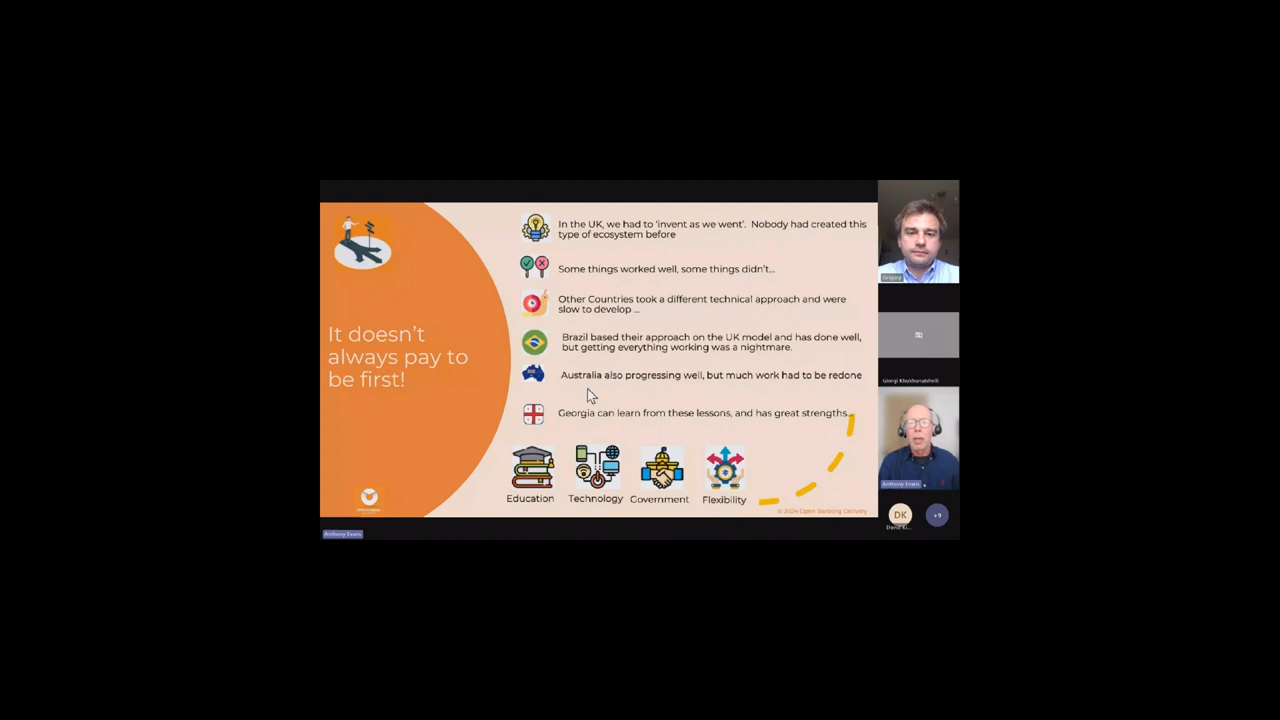 It doesn't
always pay to
be first!
In the UK, we had to 'invent as we went'. Nobody had created this
type of ecosystem before
Some things worked well, some things didn't...
Other Countries took a different technical approach and were
slow to develop ...
Brazil based their approach on the UK model and has done well,
but getting everything working was a nightmare.
Australia also progressing well, but much work had to be redone
Georgia can learn from these lessons, and has great strengths...
Education
Technology
Government
Flexibility
© 2024 Open Banking Delivery
Anthony Evans
Grigory
Anthony Evans
DK
+9